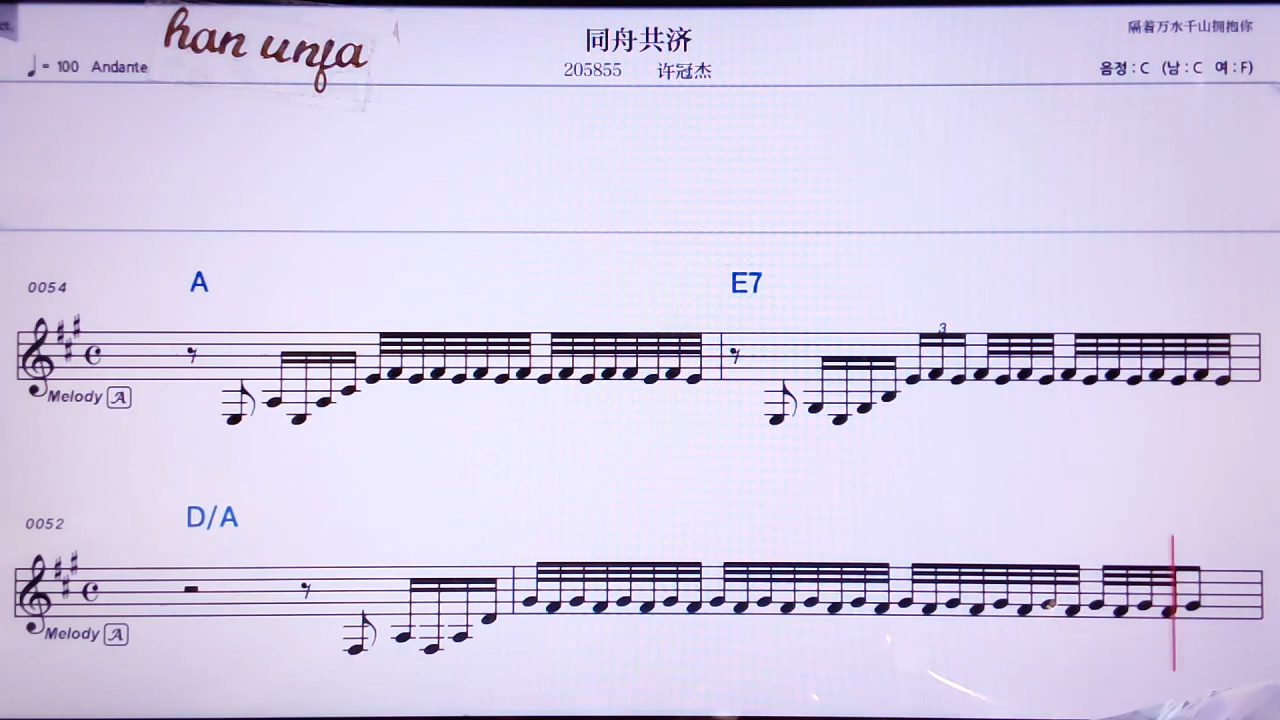 han unfa
同舟共济
隔着万水千山拥抱你
= 100 Andante
205855 许冠杰
음정 : C (남 : C 여 : F)
A E7
0054
3
Melody A
D/A
0052
Melody A